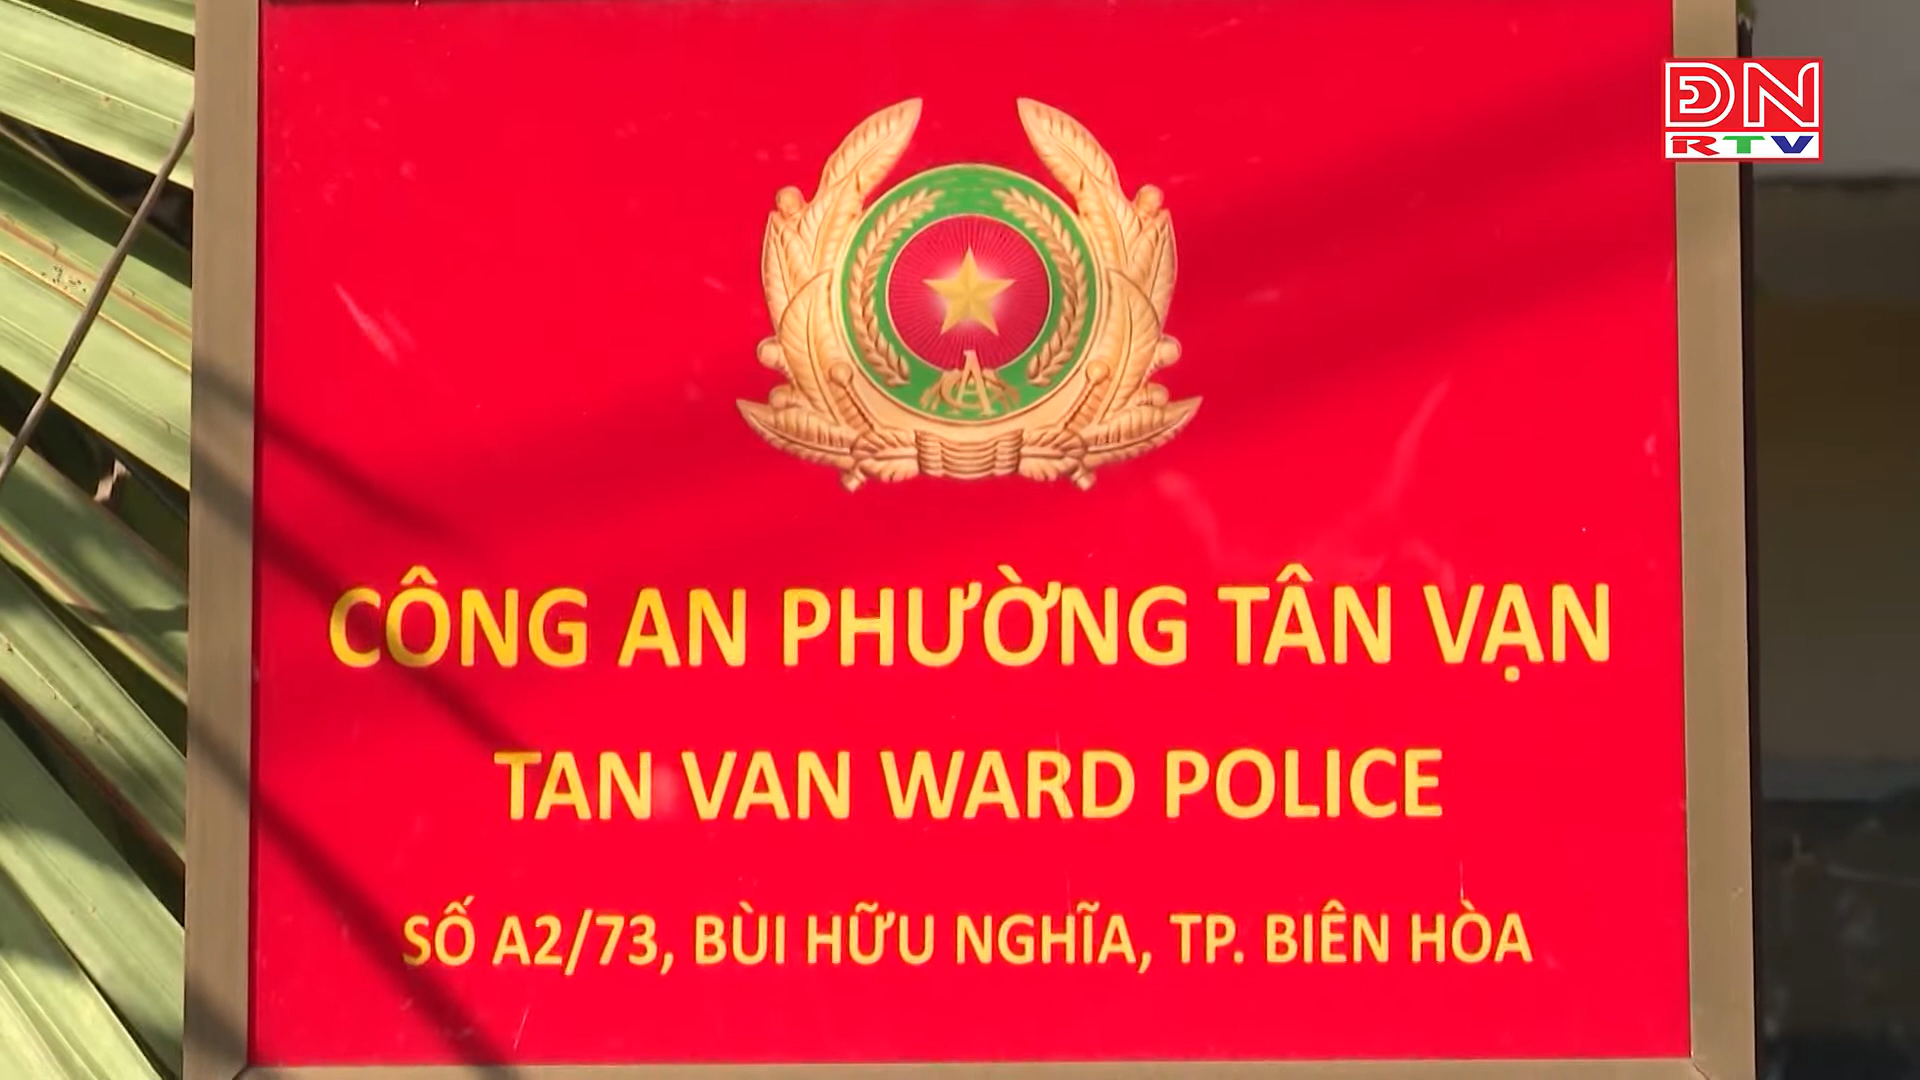 ĐN
RTV
CA
CÔNG AN PHƯỜNG TÂN VẠN
TAN VAN WARD POLICE
SỐ A2/73, BÙI HỮU NGHĨA, TP. BIÊN HÒA